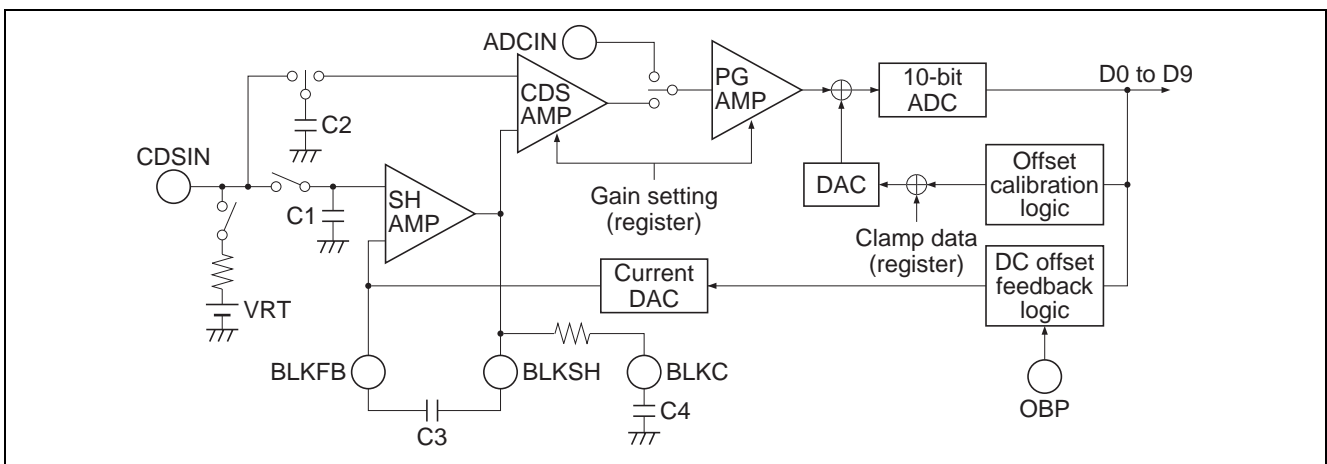 ADCIN
CDS
AMP
PG
AMP
10-bit
ADC
D0 to D9
C2
CDSIN
C1
SH
AMP
Gain setting
(register)
DAC
Offset
calibration
logic
Clamp data
(register)
VRT
Current
DAC
DC offset
feedback
logic
BLKFB
BLKSH
BLKC
OBP
C3
C4